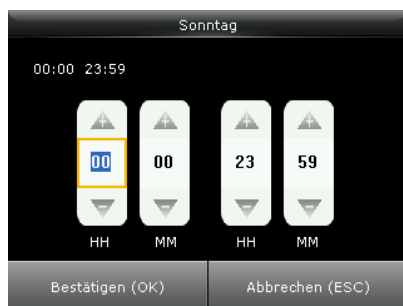 Sonntag
00:00 23:59
00 00 23 59
HH MM HH MM
Bestätigen (OK) Abbrechen (ESC)